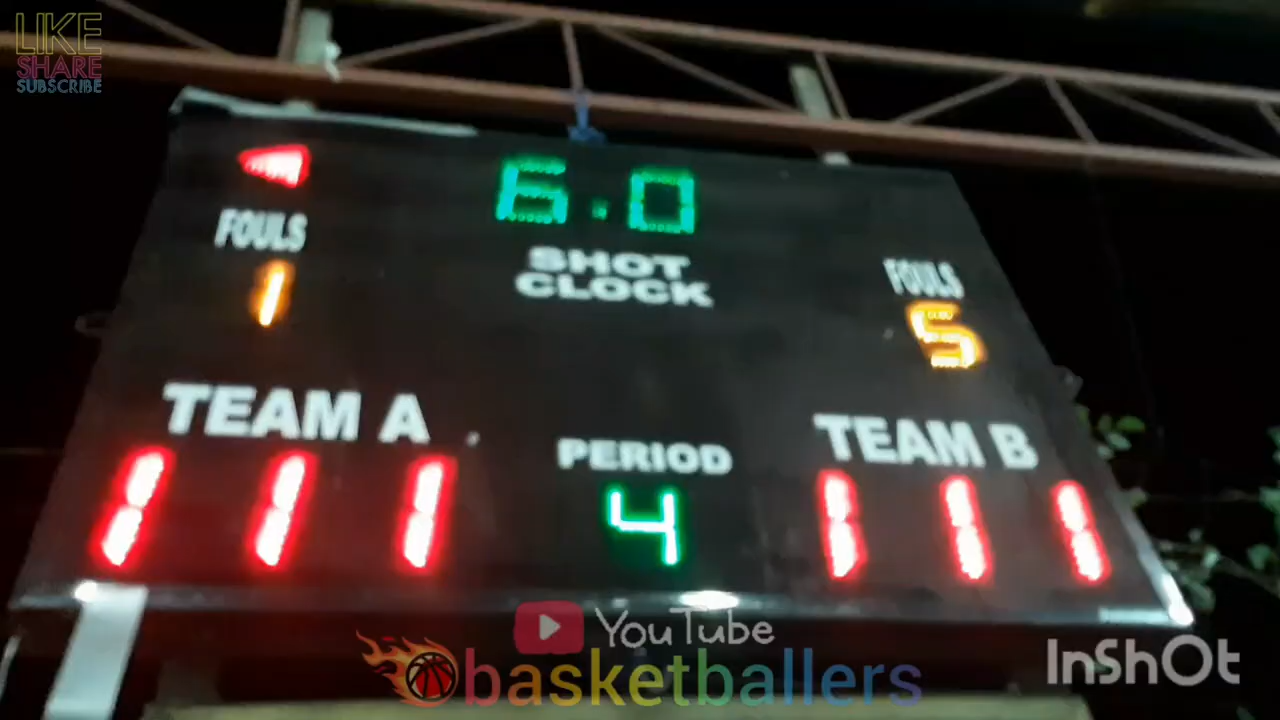 LIKE
SHARE
SUBSCRIBE
6.0
SHOT
CLOCK
FOULS
1
FOULS
5
TEAM A
111
PERIOD
4
TEAM B
111
YouTube
basketballers
InShOt